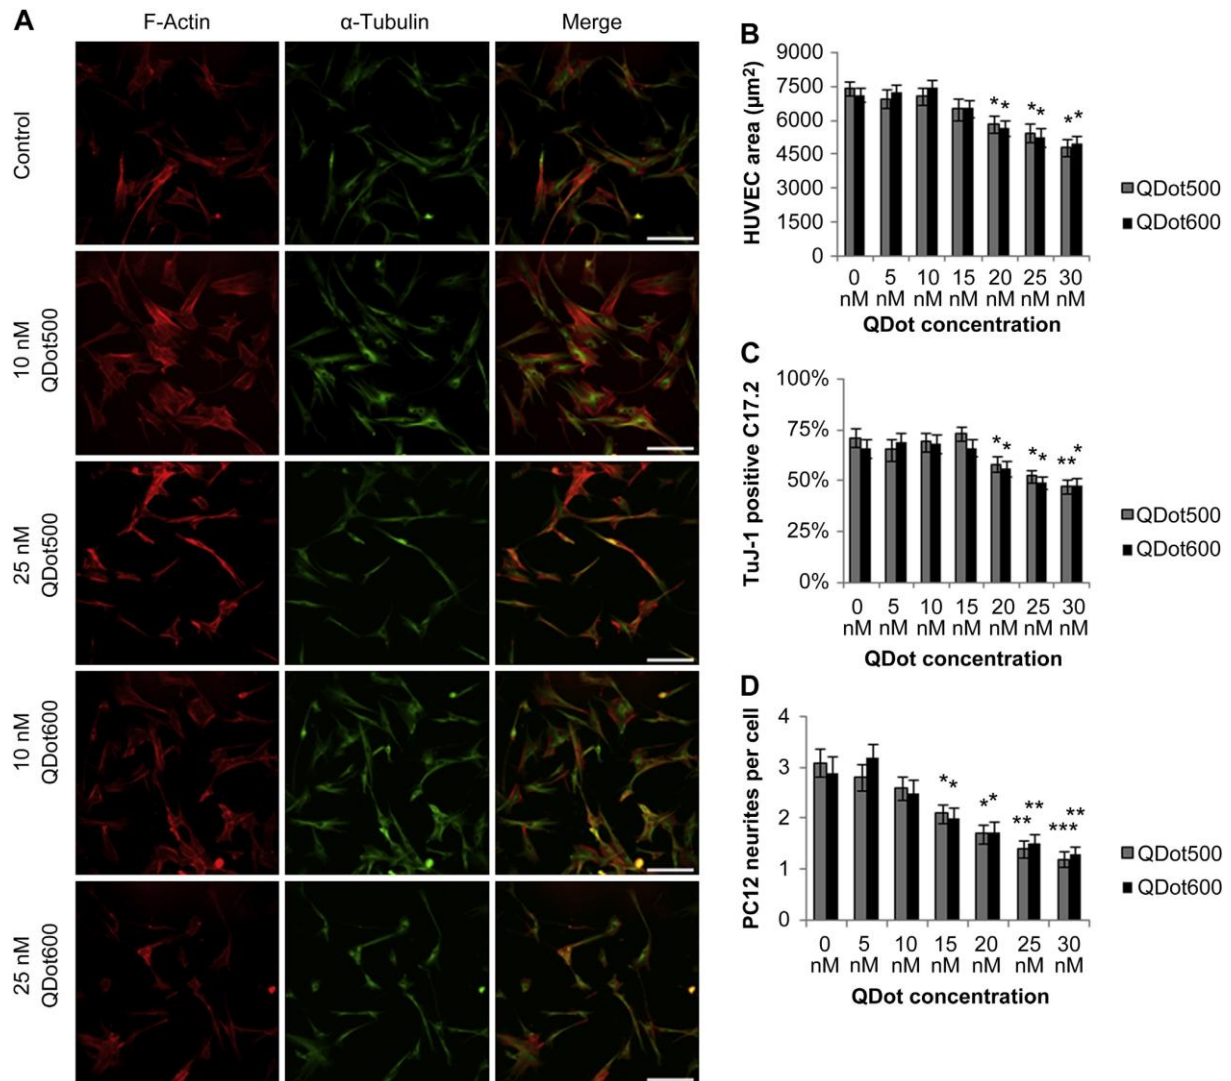 A
F-Actin
α-Tubulin
Merge
Control
10 nM
QDot500
25 nM
QDot500
10 nM
QDot600
25 nM
QDot600
B
HUVEC area (µm²)
9000
7500
6000
4500
3000
1500
0
* * * * * *
0 5 10 15 20 25 30
nM nM nM nM nM nM nM
QDot concentration
QDot500
QDot600
C
TuJ-1 positive C17.2
100%
75%
50%
25%
0%
* * * * ** *
0 5 10 15 20 25 30
nM nM nM nM nM nM nM
QDot concentration
QDot500
QDot600
D
PC12 neurites per cell
4
3
2
1
0
* * * * ** ** *** **
0 5 10 15 20 25 30
nM nM nM nM nM nM nM
QDot concentration
QDot500
QDot600